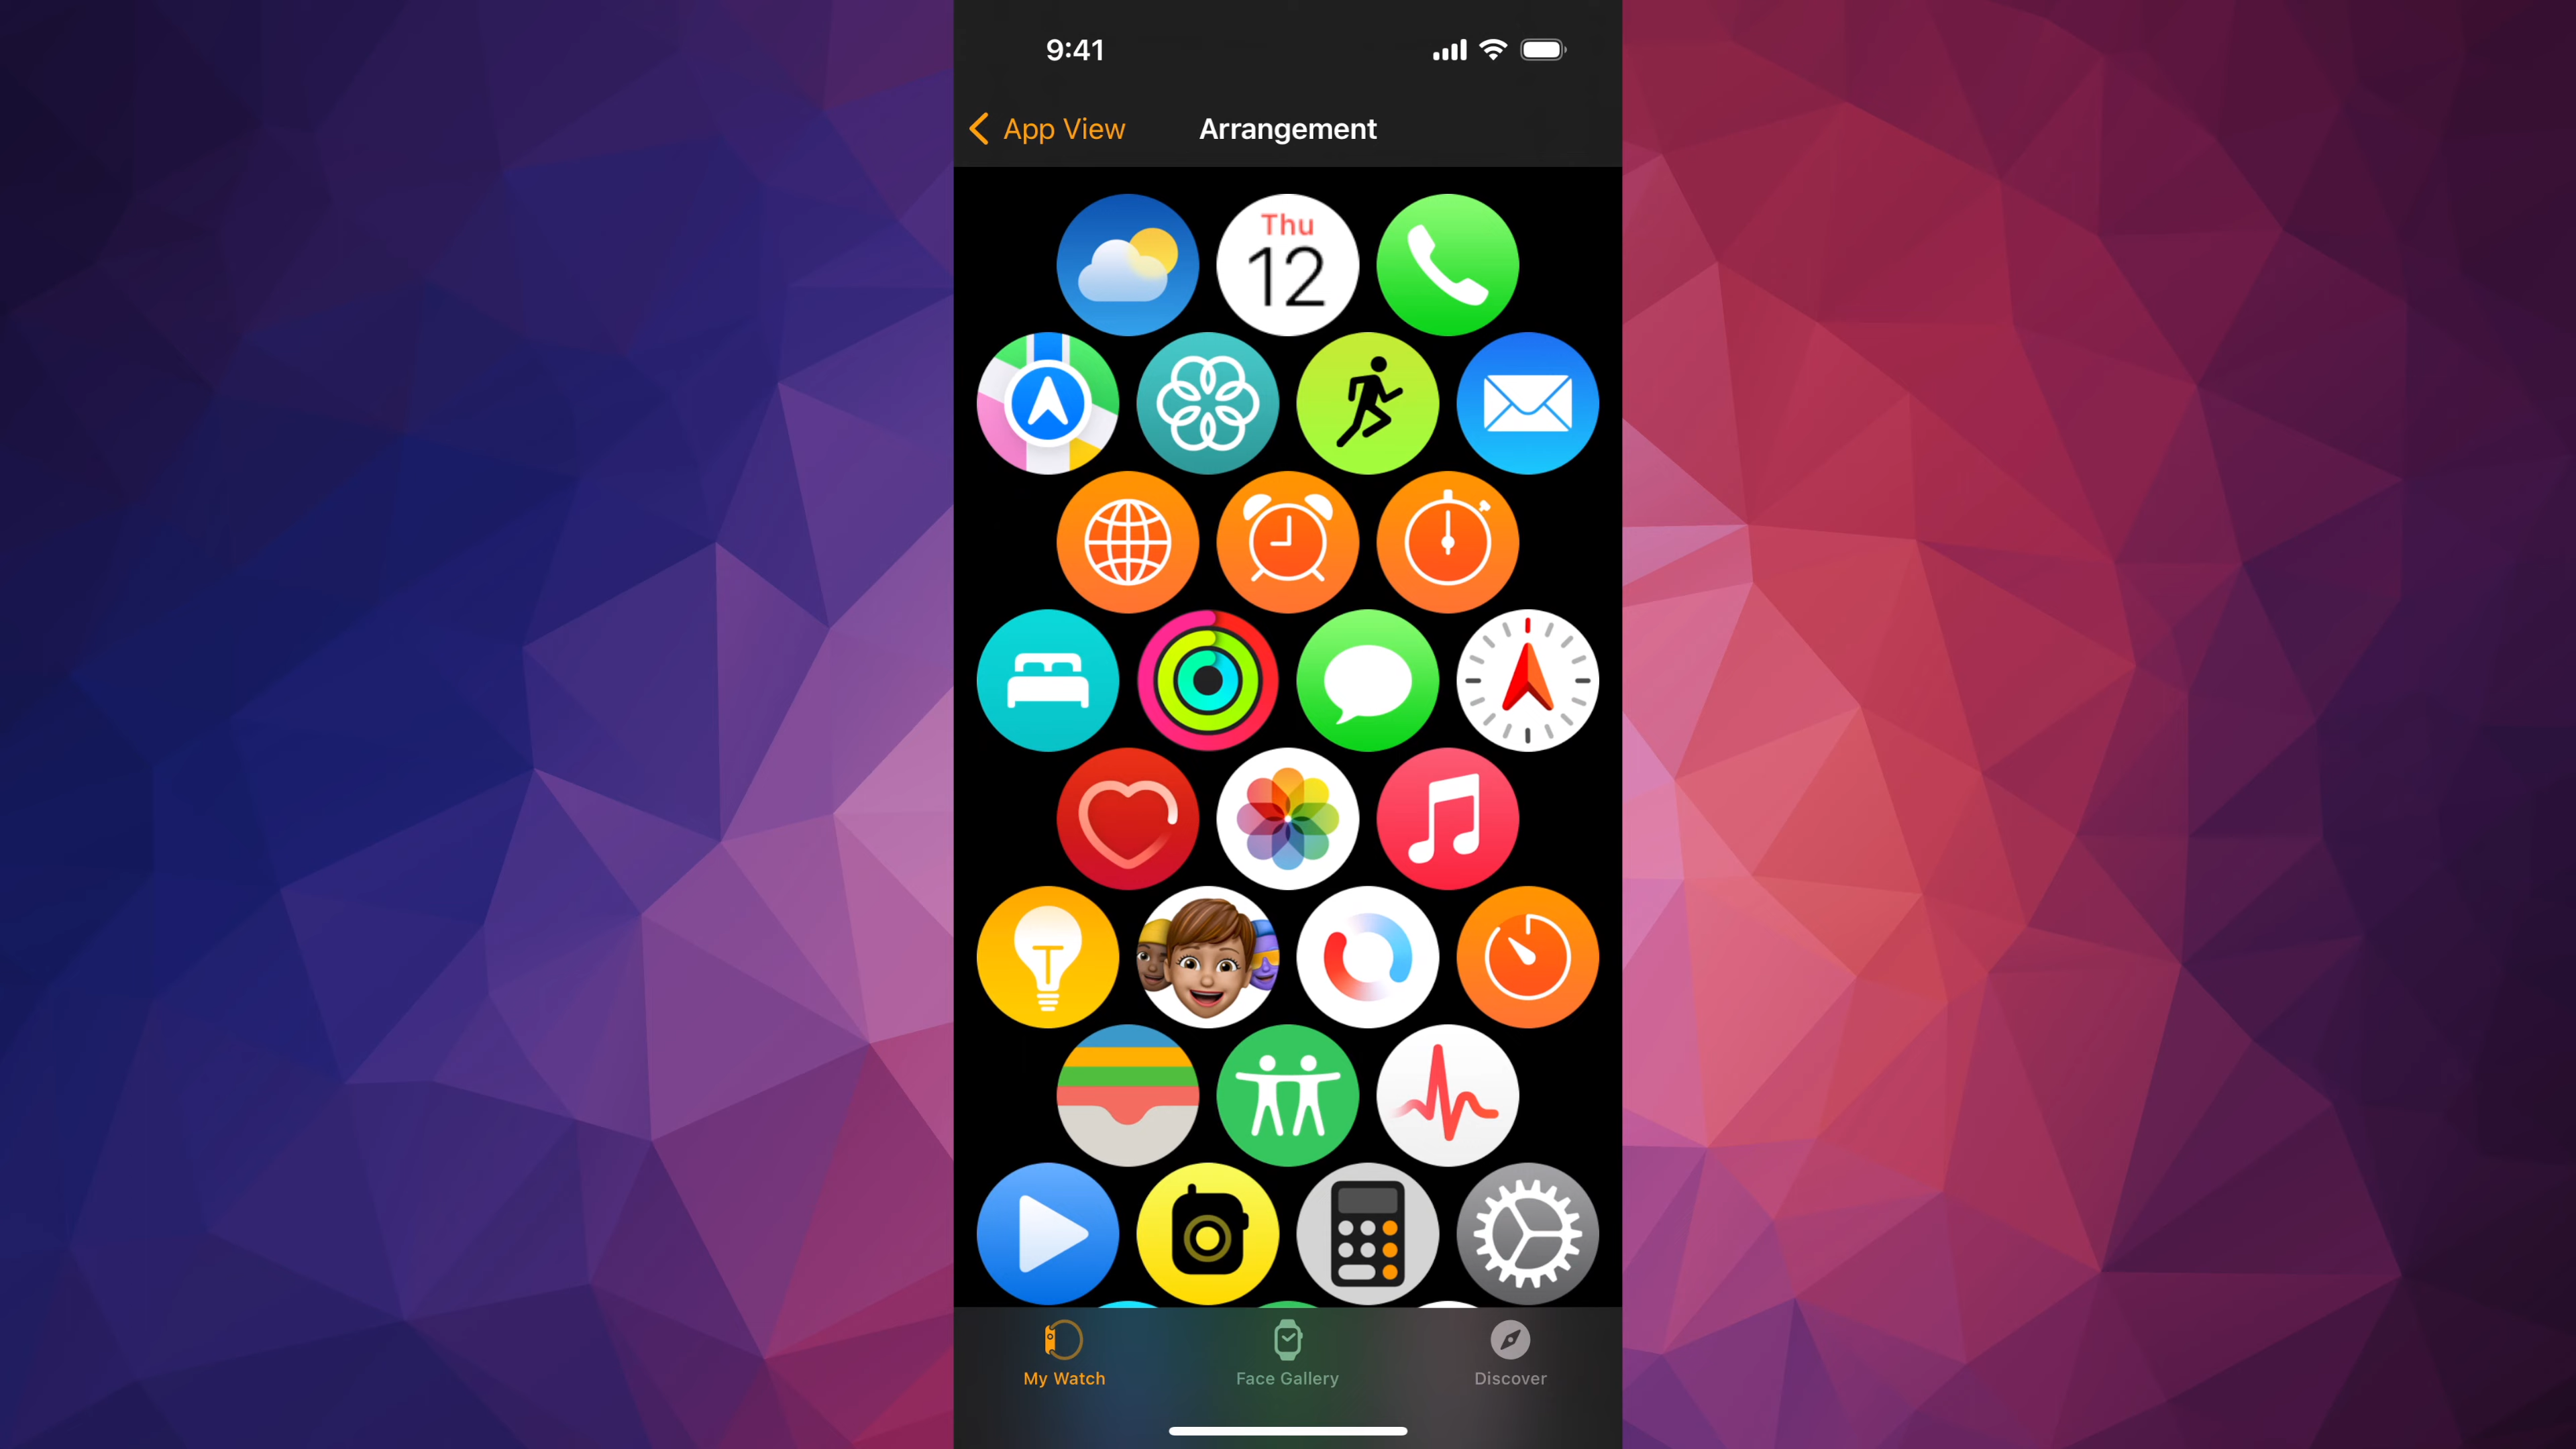 9:41
App View
Arrangement
Thu
12
My Watch
Face Gallery
Discover